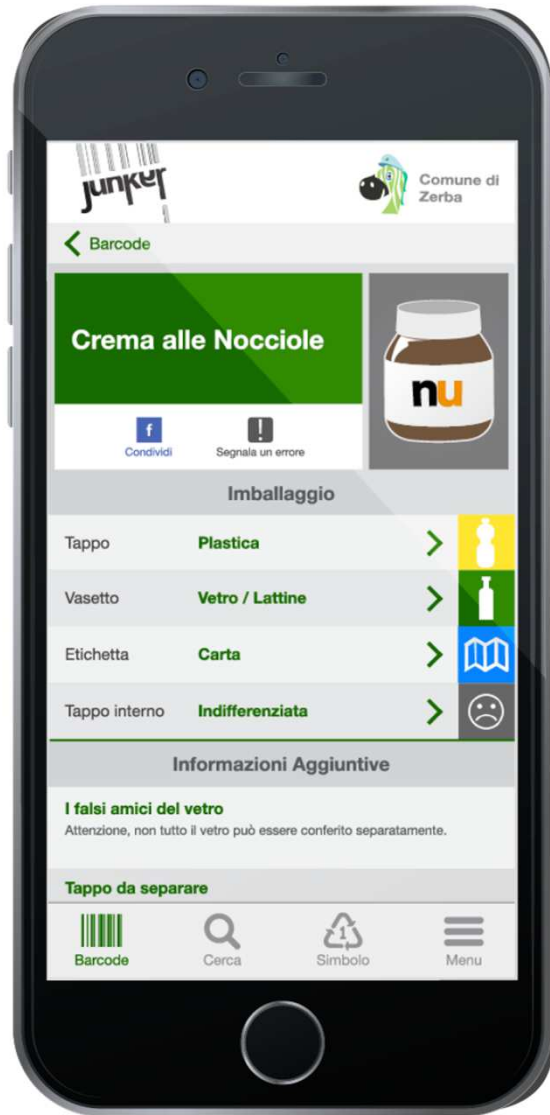 junker
Comune di
Zerba
Barcode
Crema alle Nocciole
nu
f
Condividi
!
Segnala un errore
Imballaggio
Tappo Plastica
Vasetto Vetro / Lattine
Etichetta Carta
Tappo interno Indifferenziata
Informazioni Aggiuntive
I falsi amici del vetro
Attenzione, non tutto il vetro può essere conferito separatamente.
Tappo da separare
1
Barcode Cerca Simbolo Menu